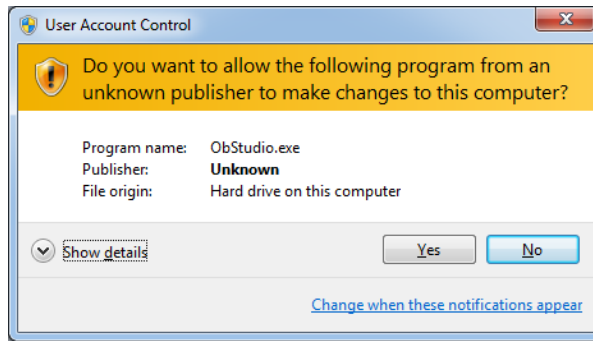 User Account Control
Do you want to allow the following program from an
unknown publisher to make changes to this computer?
Program name: ObStudio.exe
Publisher: Unknown
File origin: Hard drive on this computer
Show details Yes No
Change when these notifications appear